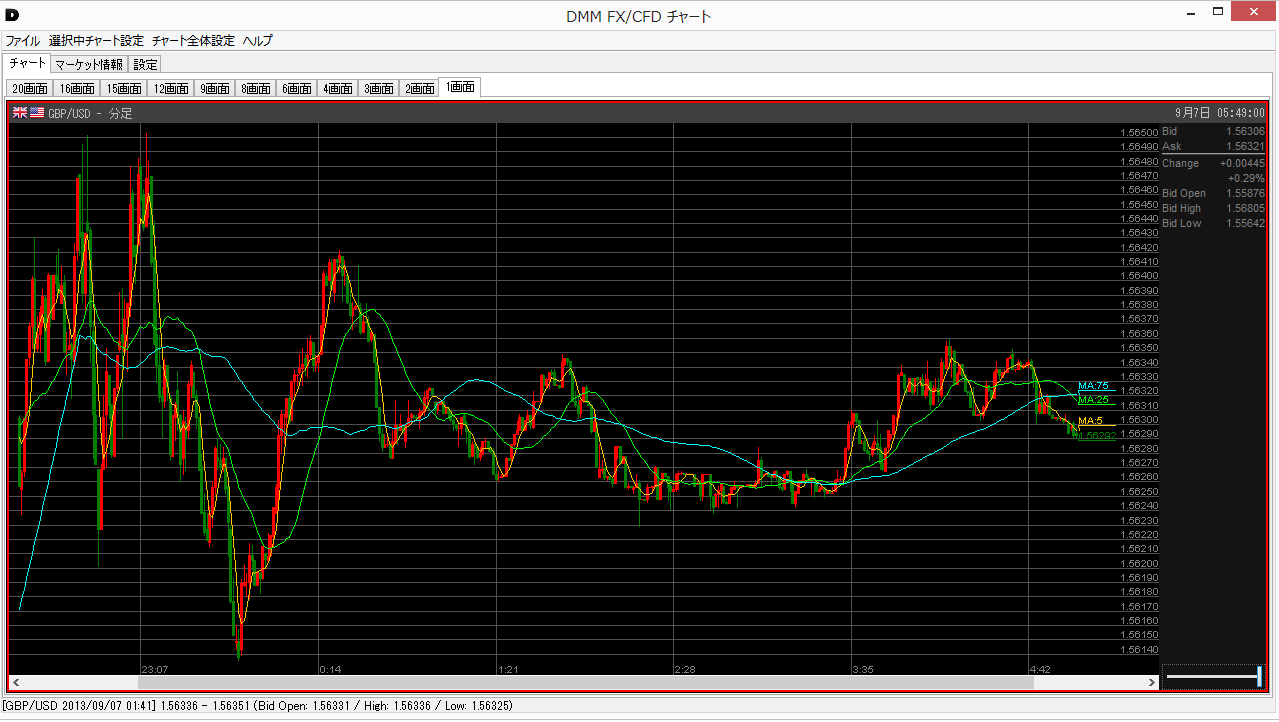 DMM FX/CFD チャート
ファイル 選択中チャート設定 チャート全体設定 ヘルプ
チャート マーケット情報 設定
20画面 16画面 15画面 12画面 9画面 8画面 6画面 4画面 3画面 2画面 1画面
GBP/USD - 分足 9月7日 05:49:00
1.56500
1.56490
1.56480
1.56470
1.56460
1.56450
1.56440
1.56430
1.56420
1.56410
1.56400
1.56390
1.56380
1.56370
1.56360
1.56350
1.56340
1.56330
1.56320
1.56310
1.56300
1.56290
1.56280
1.56270
1.56260
1.56250
1.56240
1.56230
1.56220
1.56210
1.56200
1.56190
1.56180
1.56170
1.56160
1.56150
1.56140
Bid 1.56306
Ask 1.56321
Change +0.00445
+0.29%
Bid Open 1.55876
Bid High 1.56805
Bid Low 1.55642
MA:75
MA:25
MA:5
1.56292
23:07 0:14 1:21 2:28 3:35 4:42
[GBP/USD 2013/09/07 01:41] 1.56336 - 1.56351 (Bid Open: 1.56331 / High: 1.56336 / Low: 1.56325)